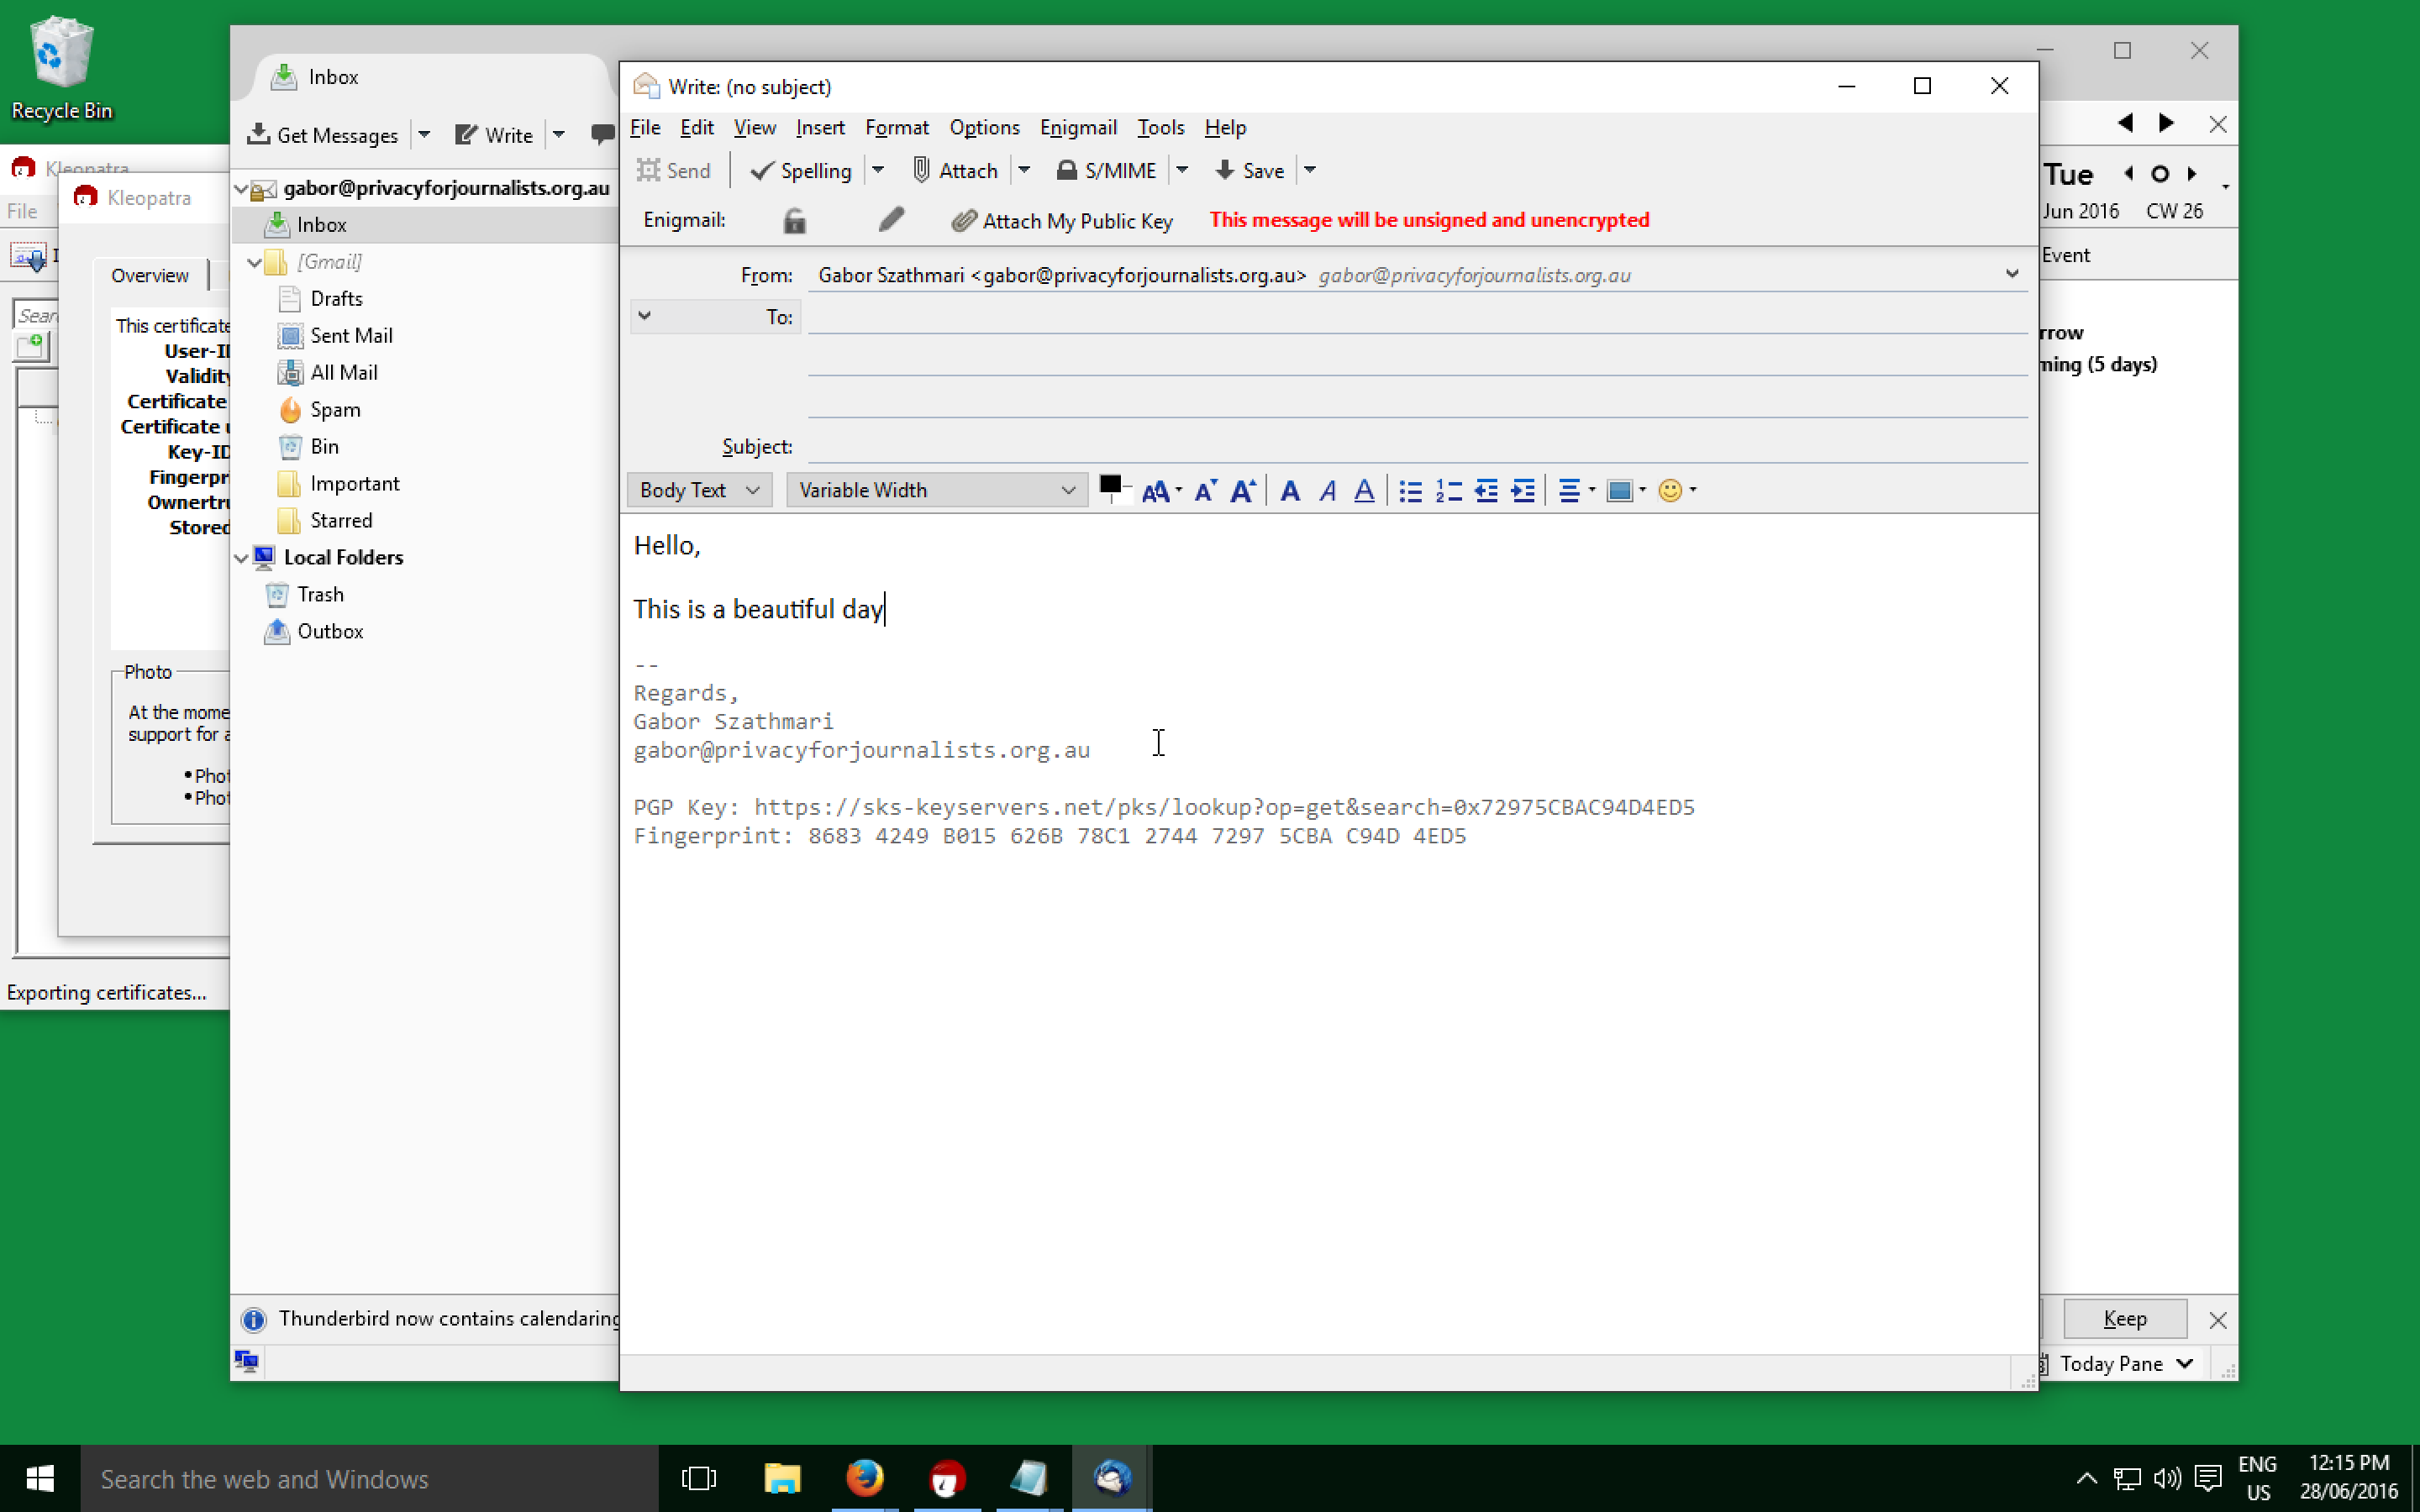 Recycle Bin
Kleopatra
File
Kleopatra
Overview
This certificate
User-ID
Validity
Certificate
Certificate
Key-ID
Stored
Photo
At the mome
support for a
Exporting certificates...
Inbox
Get Messages
Write
gabor@privacyforjournalists.org.au
Inbox
[Gmail]
Drafts
Sent Mail
All Mail
Spam
Bin
Important
Starred
Local Folders
Trash
Outbox
Thunderbird now contains calendaring
Write: (no subject)
File Edit View Insert Format Options Enigmail Tools Help
Send Spelling Attach S/MIME Save
Enigmail: Attach My Public Key This message will be unsigned and unencrypted
From: Gabor Szathmari <gabor@privacyforjournalists.org.au> gabor@privacyforjournalists.org.au
To:
Subject:
Body Text Variable Width
Hello,
This is a beautiful day
--
Regards,
Gabor Szathmari
gabor@privacyforjournalists.org.au
PGP Key: https://sks-keyservers.net/pks/lookup?op=get&search=0x72975CBAC94D4ED5
Fingerprint: 8683 4249 B015 626B 78C1 2744 7297 5CBA C94D 4ED5
Tue
Jun 2016 CW 26
Event
rrow
ming (5 days)
Keep
Today Pane
Search the web and Windows
ENG
US
12:15 PM
28/06/2016